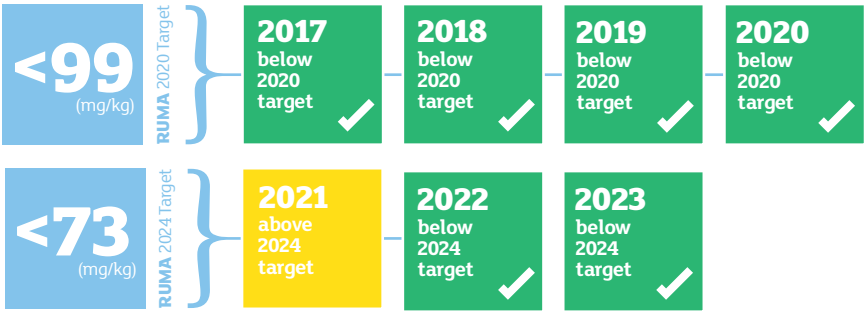 <99
(mg/kg)
RUMA 2020 Target
2017
below
2020
target
2018
below
2020
target
2019
below
2020
target
2020
below
2020
target
<73
(mg/kg)
RUMA 2024 Target
2021
above
2024
target
2022
below
2024
target
2023
below
2024
target